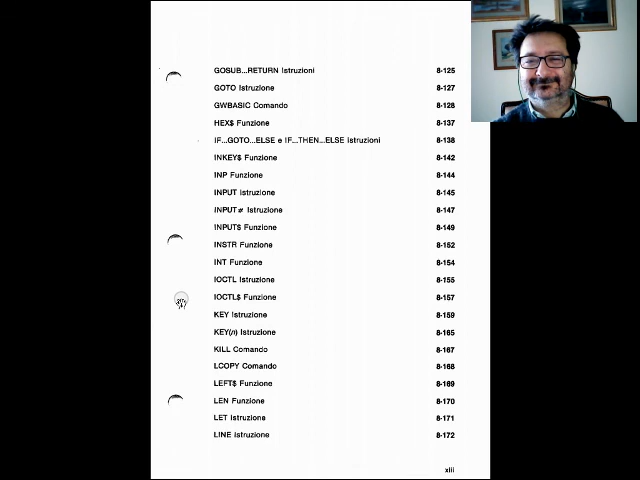 GOSUB...RETURN Istruzioni 8-125
GOTO Istruzione 8-127
GWBASIC Comando 8-128
HEX$ Funzione 8-137
IF...GOTO...ELSE e IF...THEN...ELSE Istruzioni 8-138
INKEY$ Funzione 8-142
INP Funzione 8-144
INPUT Istruzione 8-145
INPUT# Istruzione 8-147
INPUT$ Funzione 8-149
INSTR Funzione 8-152
INT Funzione 8-154
IOCTL Istruzione 8-155
IOCTL$ Funzione 8-157
KEY Istruzione 8-159
KEY(n) Istruzione 8-165
KILL Comando 8-167
LCOPY Comando 8-168
LEFT$ Funzione 8-169
LEN Funzione 8-170
LET Istruzione 8-171
LINE Istruzione 8-172
xiii